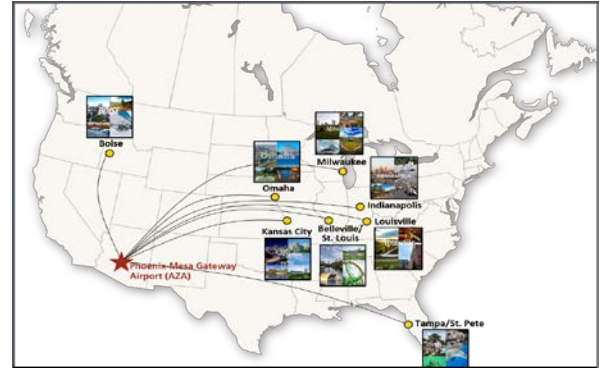 Boise
Milwaukee
Omaha
Indianapolis
Kansas City
Belleville/
St. Louis
Louisville
Phoenix-Mesa Gateway
Airport (AZA)
Tampa/St. Pete